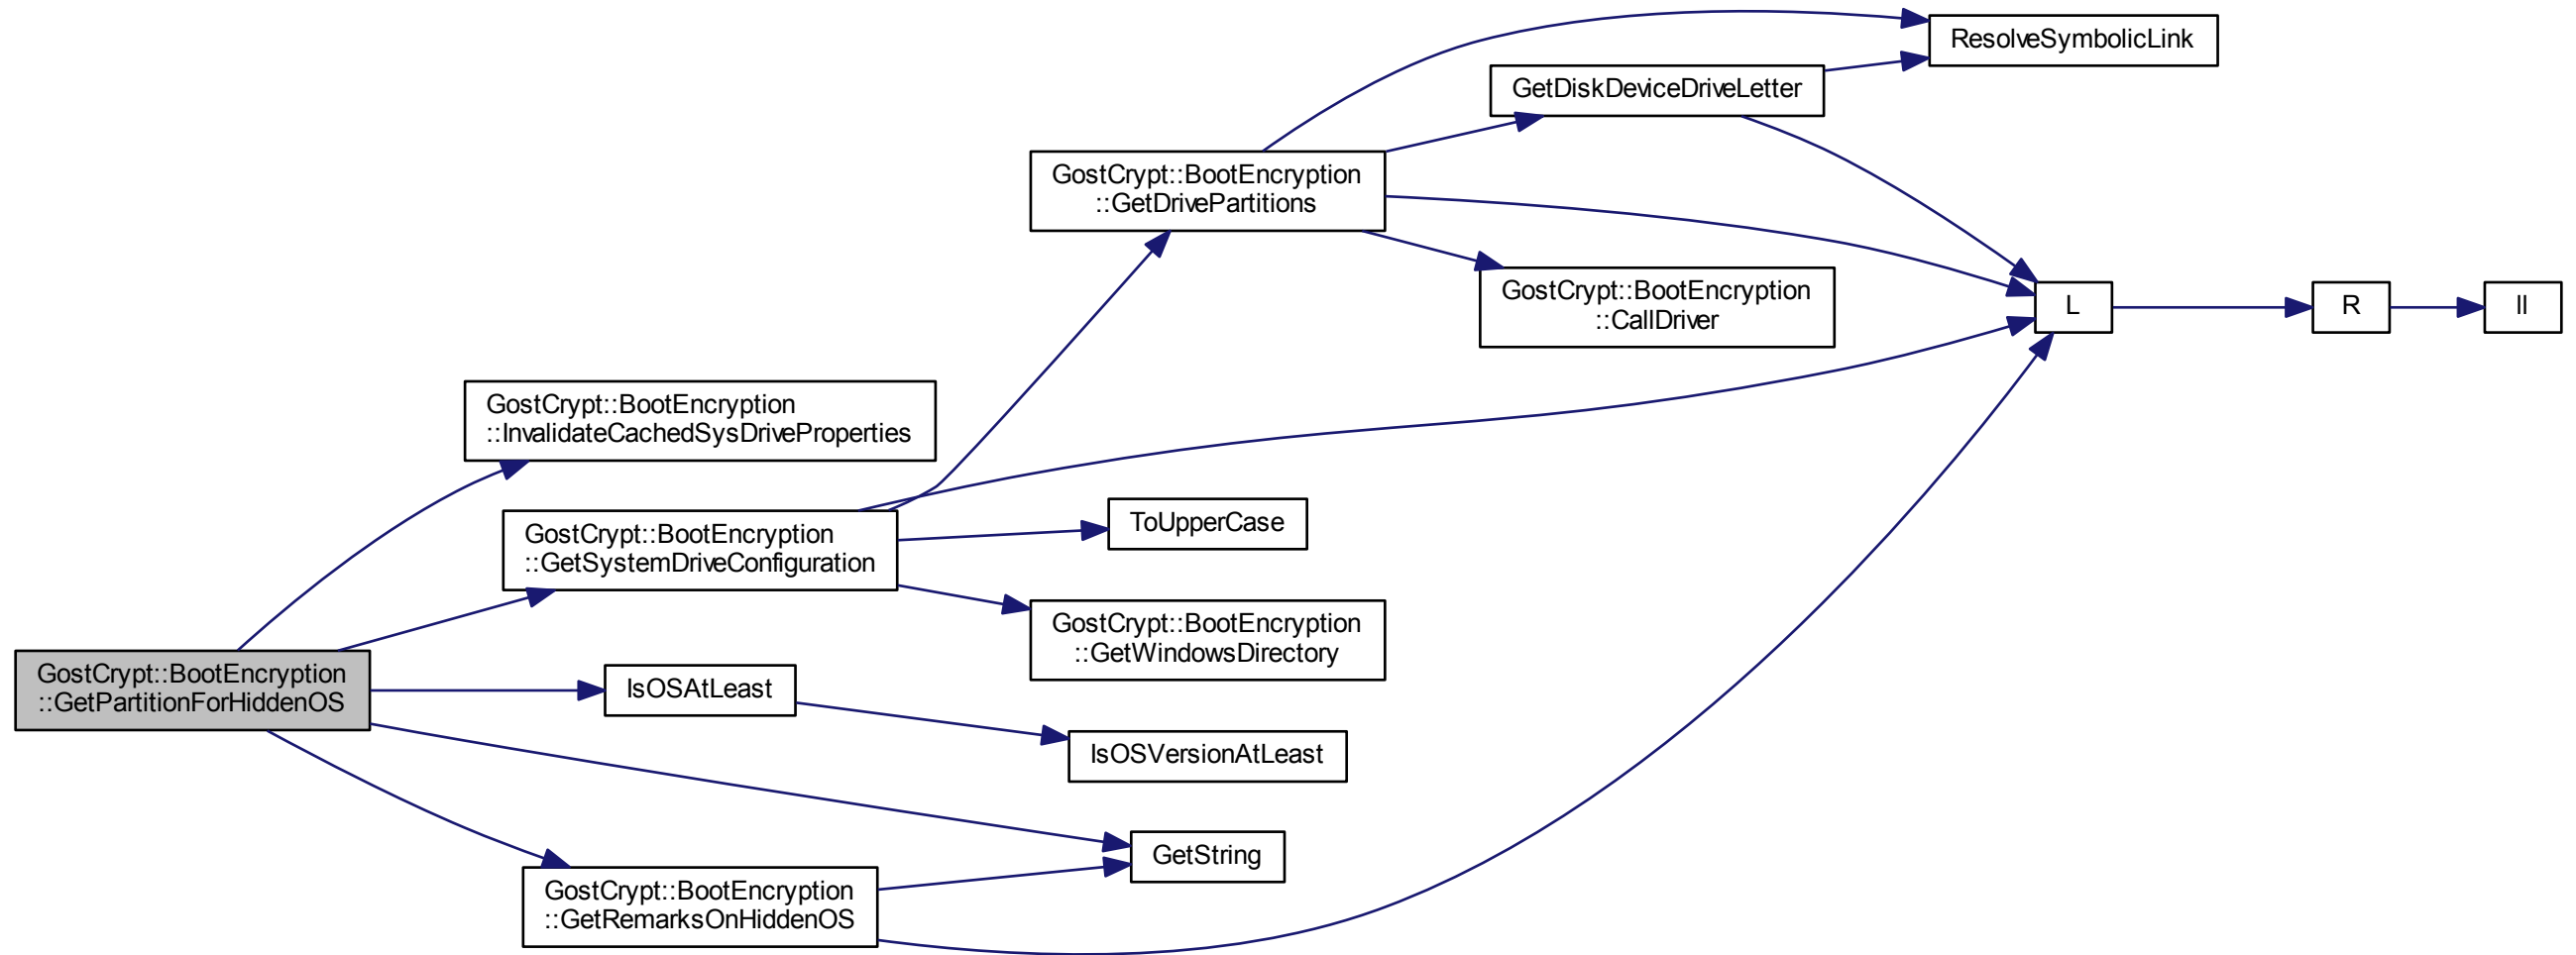 ResolveSymbolicLink
GetDiskDeviceDriveLetter
GostCrypt::BootEncryption
::GetDrivePartitions
GostCrypt::BootEncryption
::CallDriver
L
R
ll
GostCrypt::BootEncryption
::InvalidateCachedSysDriveProperties
ToUpperCase
GostCrypt::BootEncryption
::GetSystemDriveConfiguration
GostCrypt::BootEncryption
::GetWindowsDirectory
GostCrypt::BootEncryption
::GetPartitionForHiddenOS
IsOSAtLeast
IsOSVersionAtLeast
GetString
GostCrypt::BootEncryption
::GetRemarksOnHiddenOS